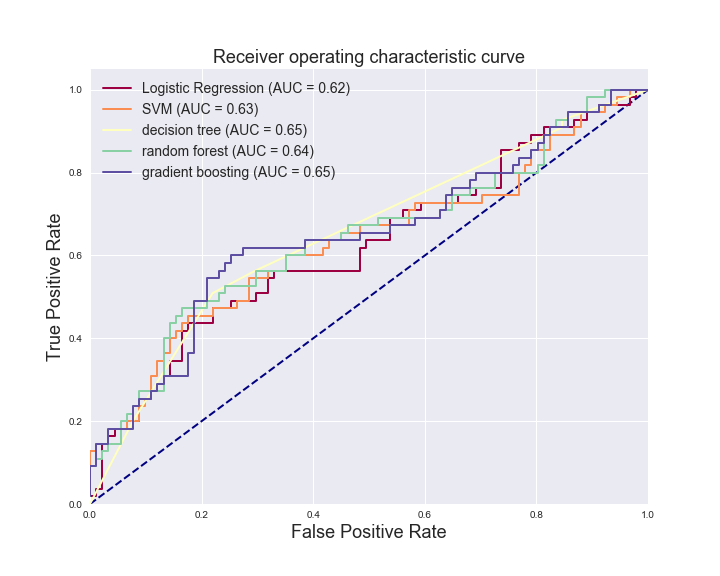 Receiver operating characteristic curve
Logistic Regression (AUC = 0.62)
SVM (AUC = 0.63)
decision tree (AUC = 0.65)
random forest (AUC = 0.64)
gradient boosting (AUC = 0.65)
True Positive Rate
1.0
0.8
0.6
0.4
0.2
0.0
0.0 0.2 0.4 0.6 0.8 1.0
False Positive Rate